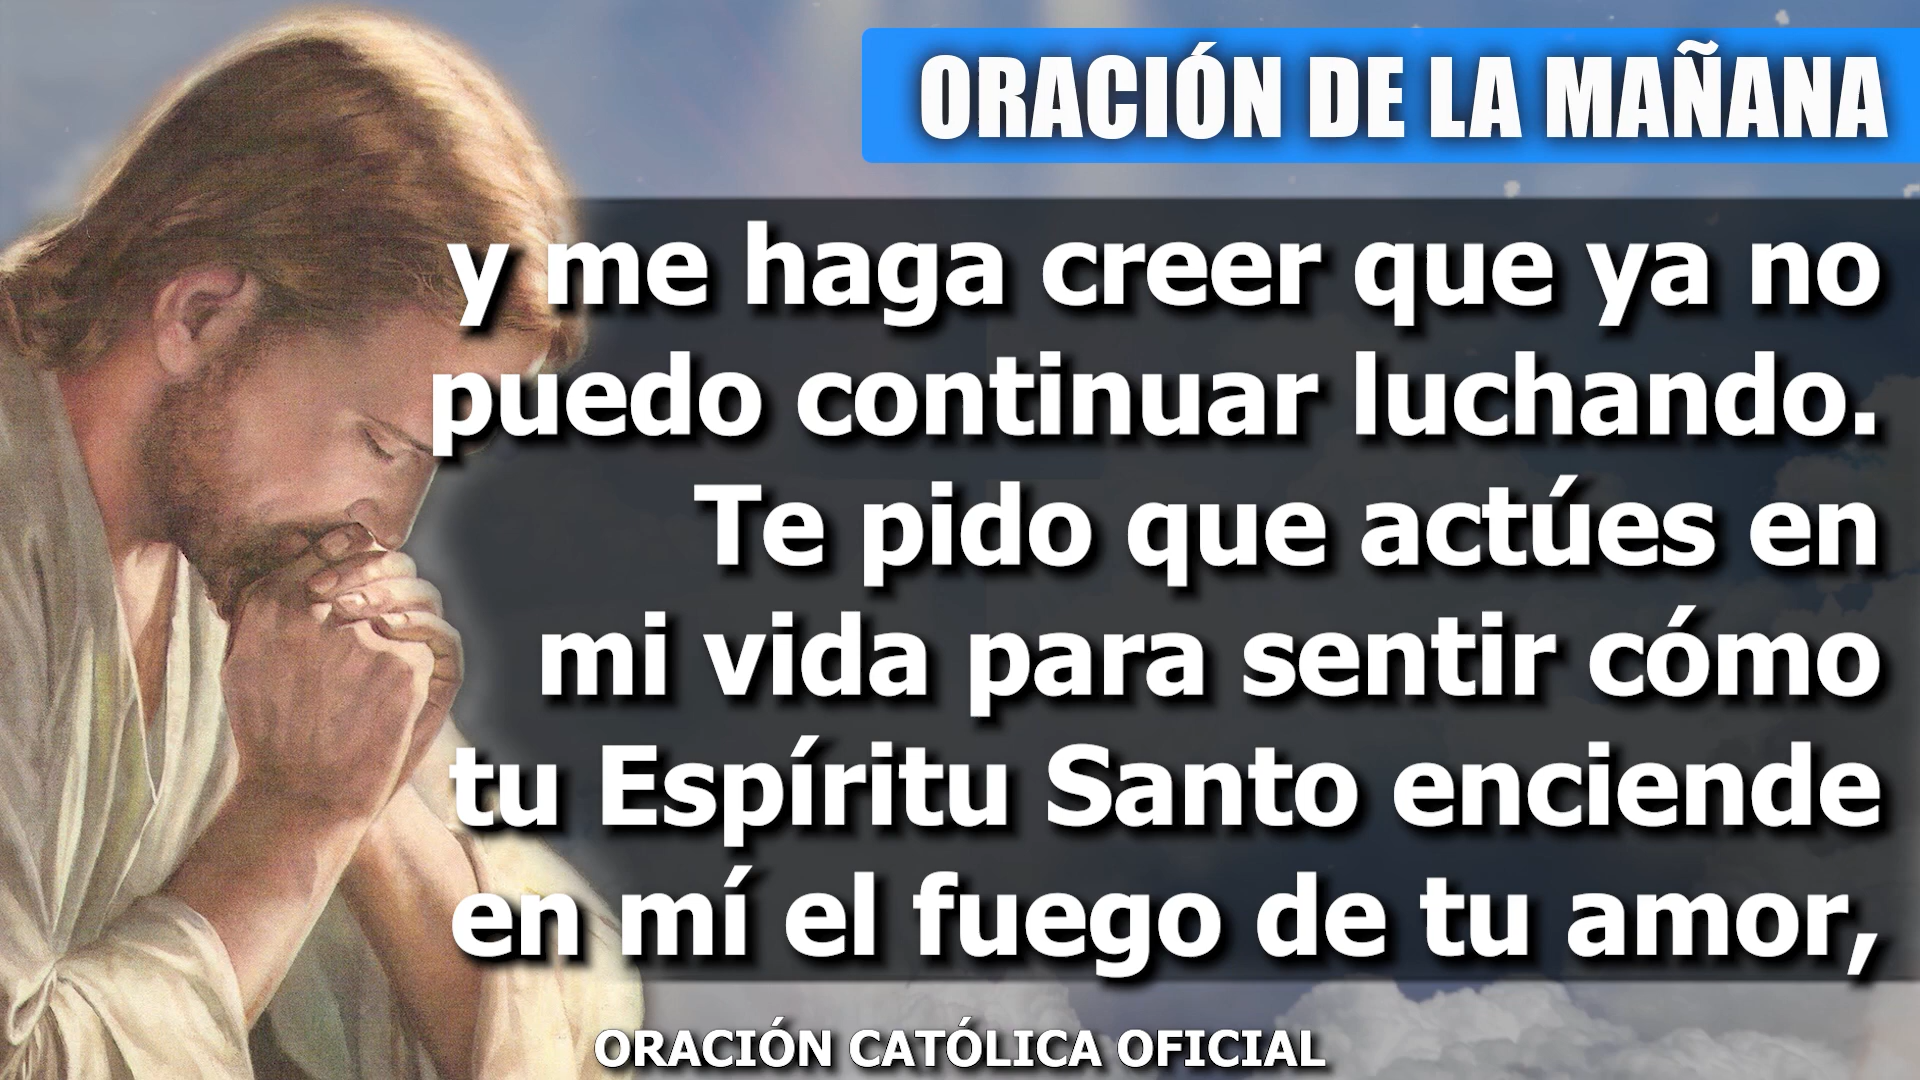 ORACIÓN DE LA MAÑANA
y me haga creer que ya no
puedo continuar luchando.
Te pido que actúes en
mi vida para sentir cómo
tu Espíritu Santo enciende
en mí el fuego de tu amor,
ORACIÓN CATÓLICA OFICIAL